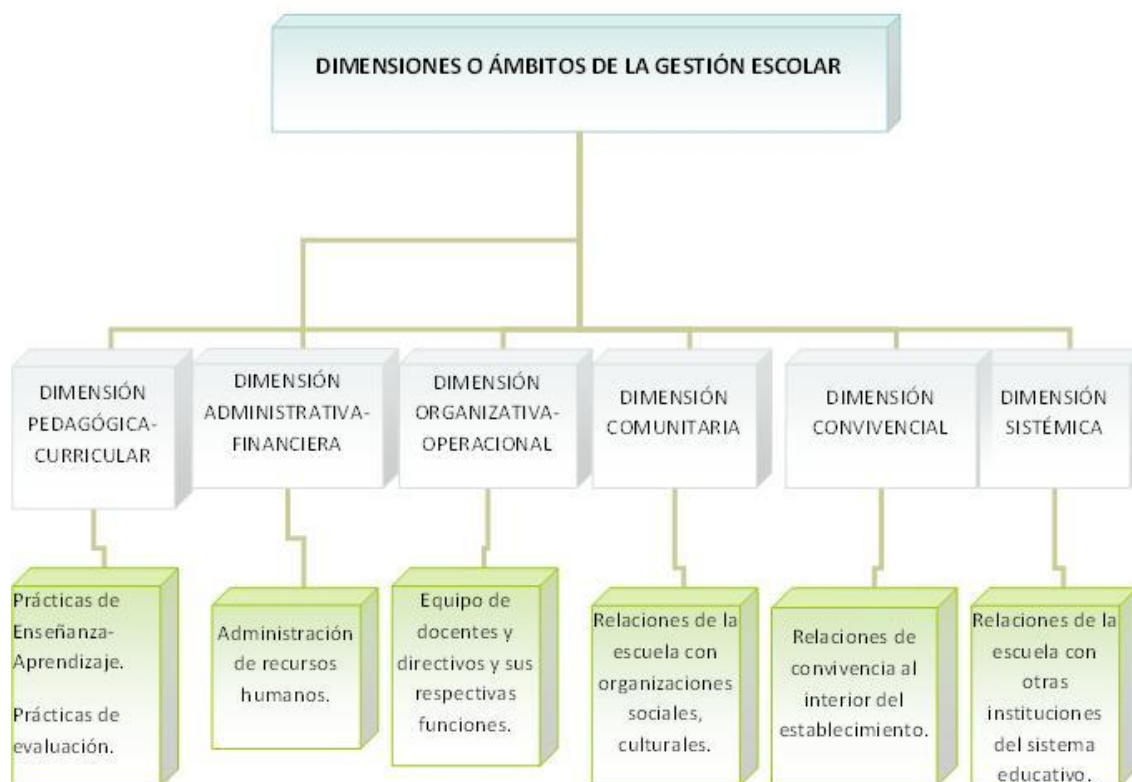 DIMENSIONES O ÁMBITOS DE LA GESTIÓN ESCOLAR
DIMENSIÓN
PEDAGÓGICA-
CURRICULAR
DIMENSIÓN
ADMINISTRATIVA-
FINANCIERA
DIMENSIÓN
ORGANIZATIVA-
OPERACIONAL
DIMENSIÓN
COMUNITARIA
DIMENSIÓN
CONVIVENCIAL
DIMENSIÓN
SISTÉMICA
Prácticas de
Enseñanza-
Aprendizaje.
Prácticas de
evaluación.
Administración
de recursos
humanos.
Equipo de
docentes y
directivos y sus
respectivas
funciones.
Relaciones de la
escuela con
organizaciones
sociales,
culturales.
Relaciones de
convivencia al
interior del
establecimiento.
Relaciones de la
escuela con
otras
instituciones
del sistema
educativo.